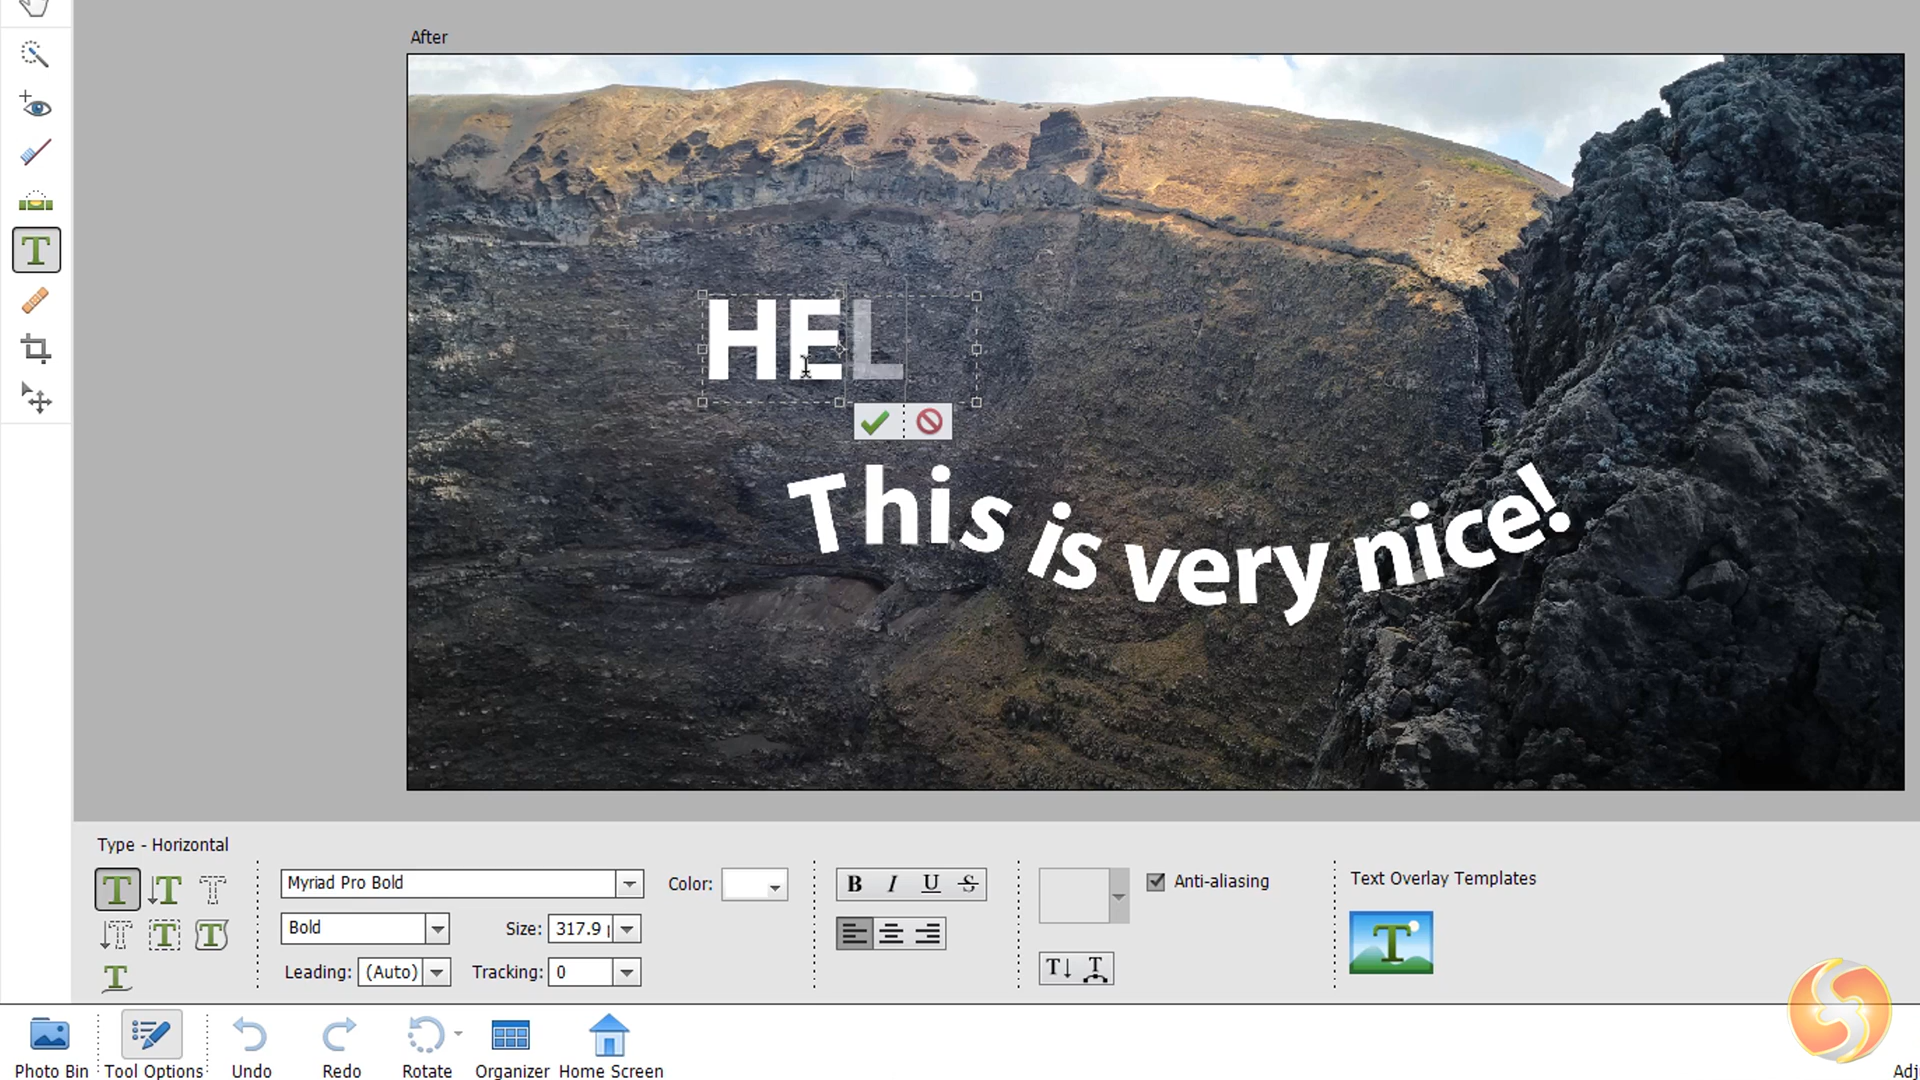 After
HEL
This is very nice!
Type - Horizontal
Myriad Pro Bold
Color:
B I U S
Anti-aliasing
Text Overlay Templates
Bold
Size: 317.9
Leading: (Auto)
Tracking: 0
Photo Bin
Tool Options
Undo
Redo
Rotate
Organizer
Home Screen
Adj